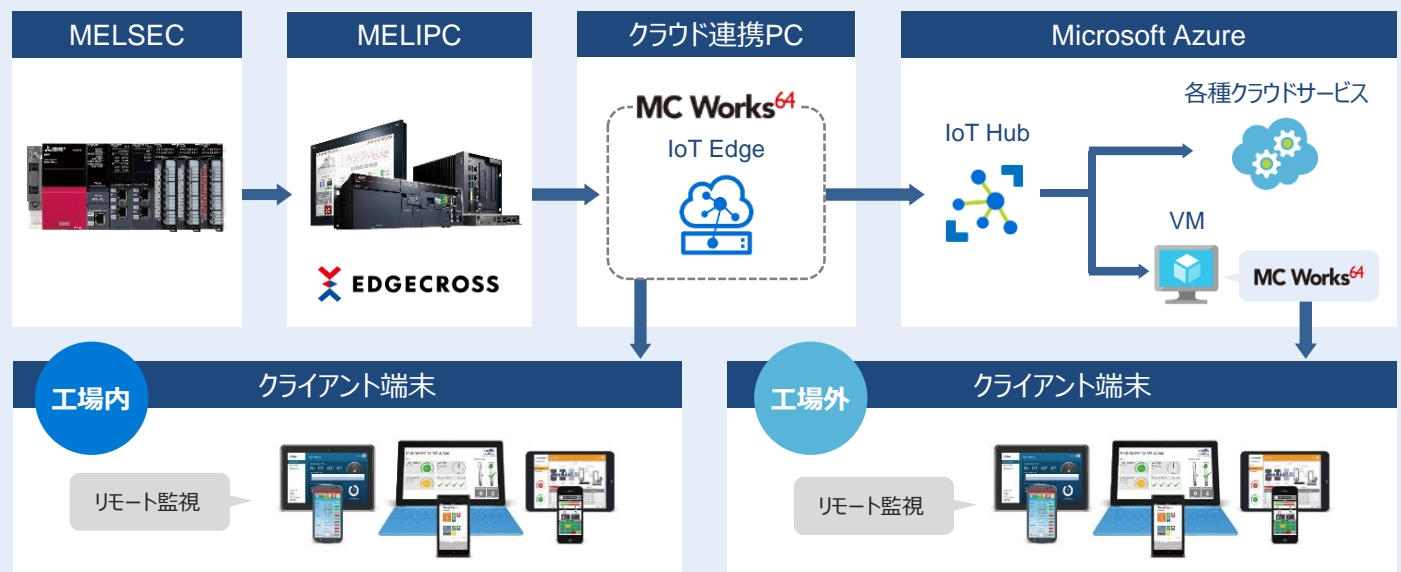 MELSEC
MELIPC
クラウド連携PC
Microsoft Azure
MC Works64
IoT Edge
EDGECROSS
IoT Hub
各種クラウドサービス
VM
MC Works64
工場内
クライアント端末
リモート監視
工場外
クライアント端末
リモート監視